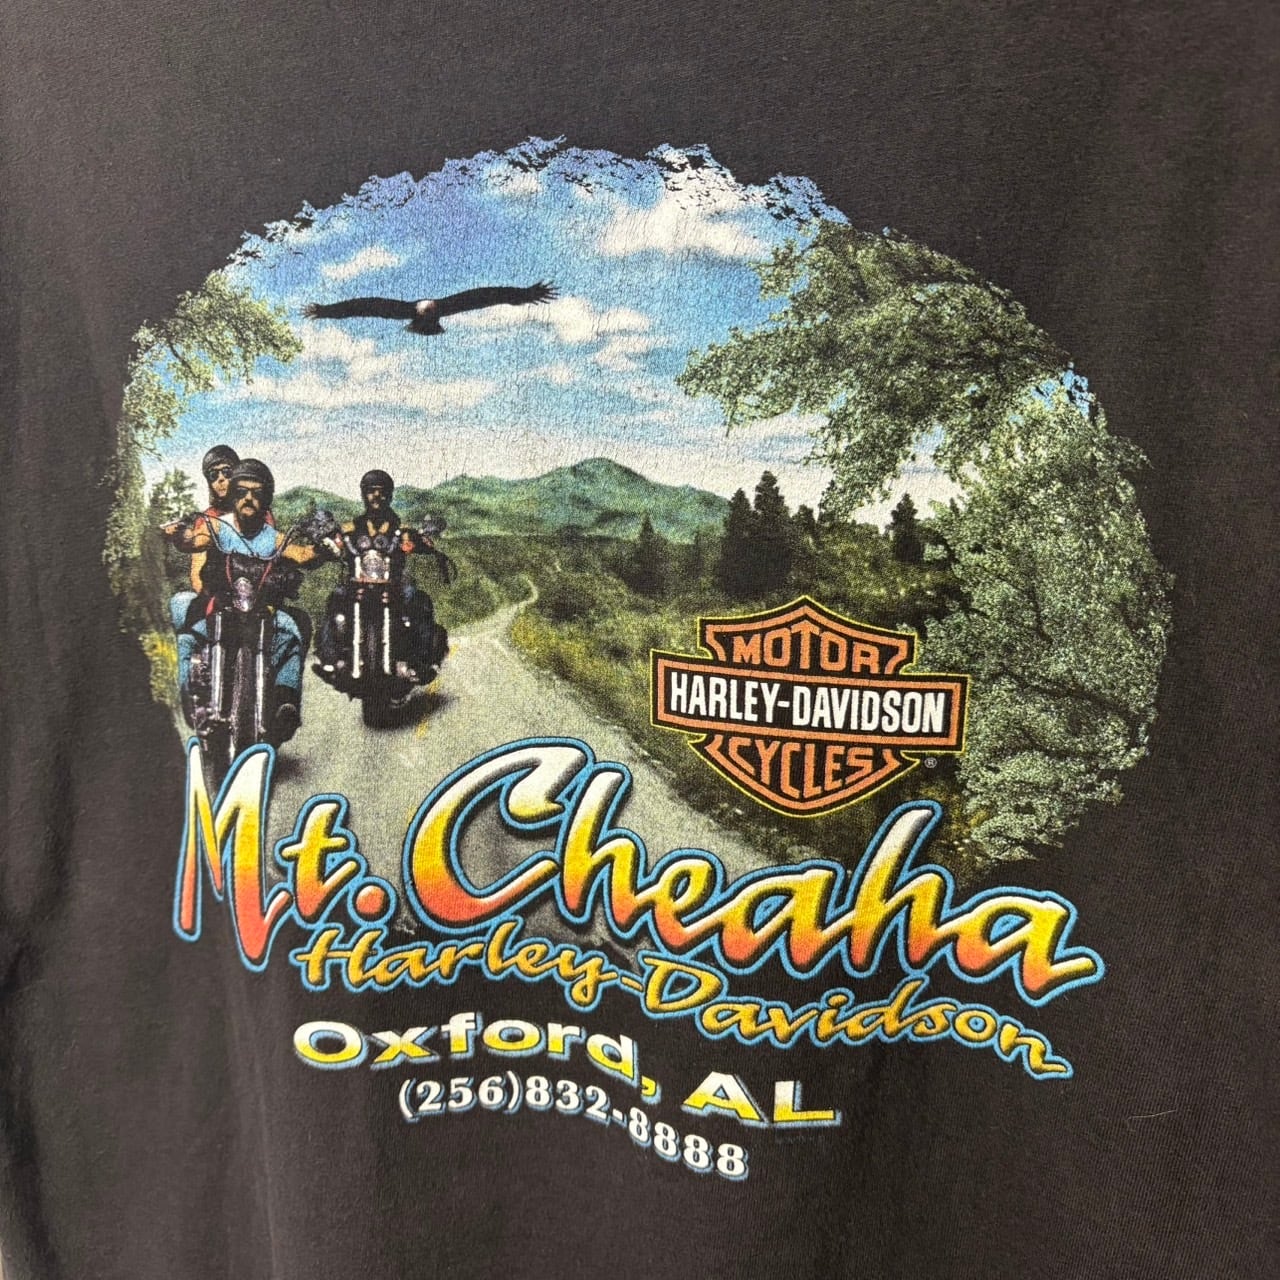 MOTOR
HARLEY-DAVIDSON
CYCLES
®
Mt. Cheaha
Harley-Davidson
Oxford, AL
(256)832-8888